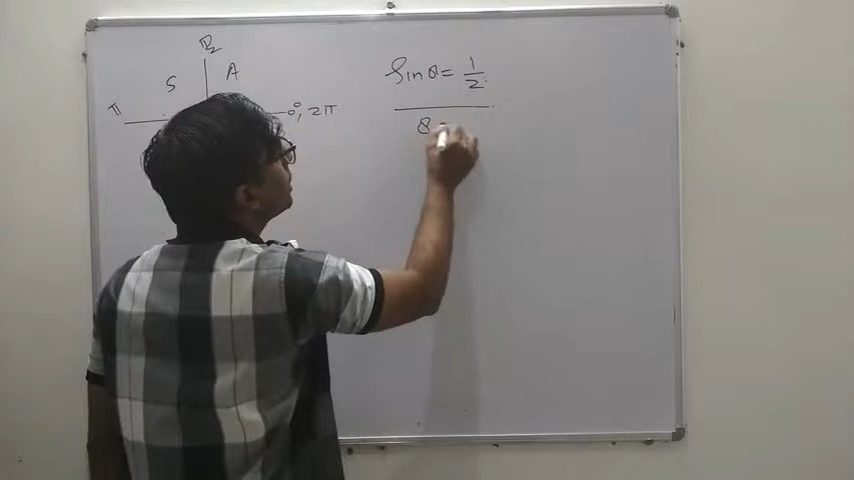 π/2
S A
π 0°, 2π
Sin θ = 1/2
θ =